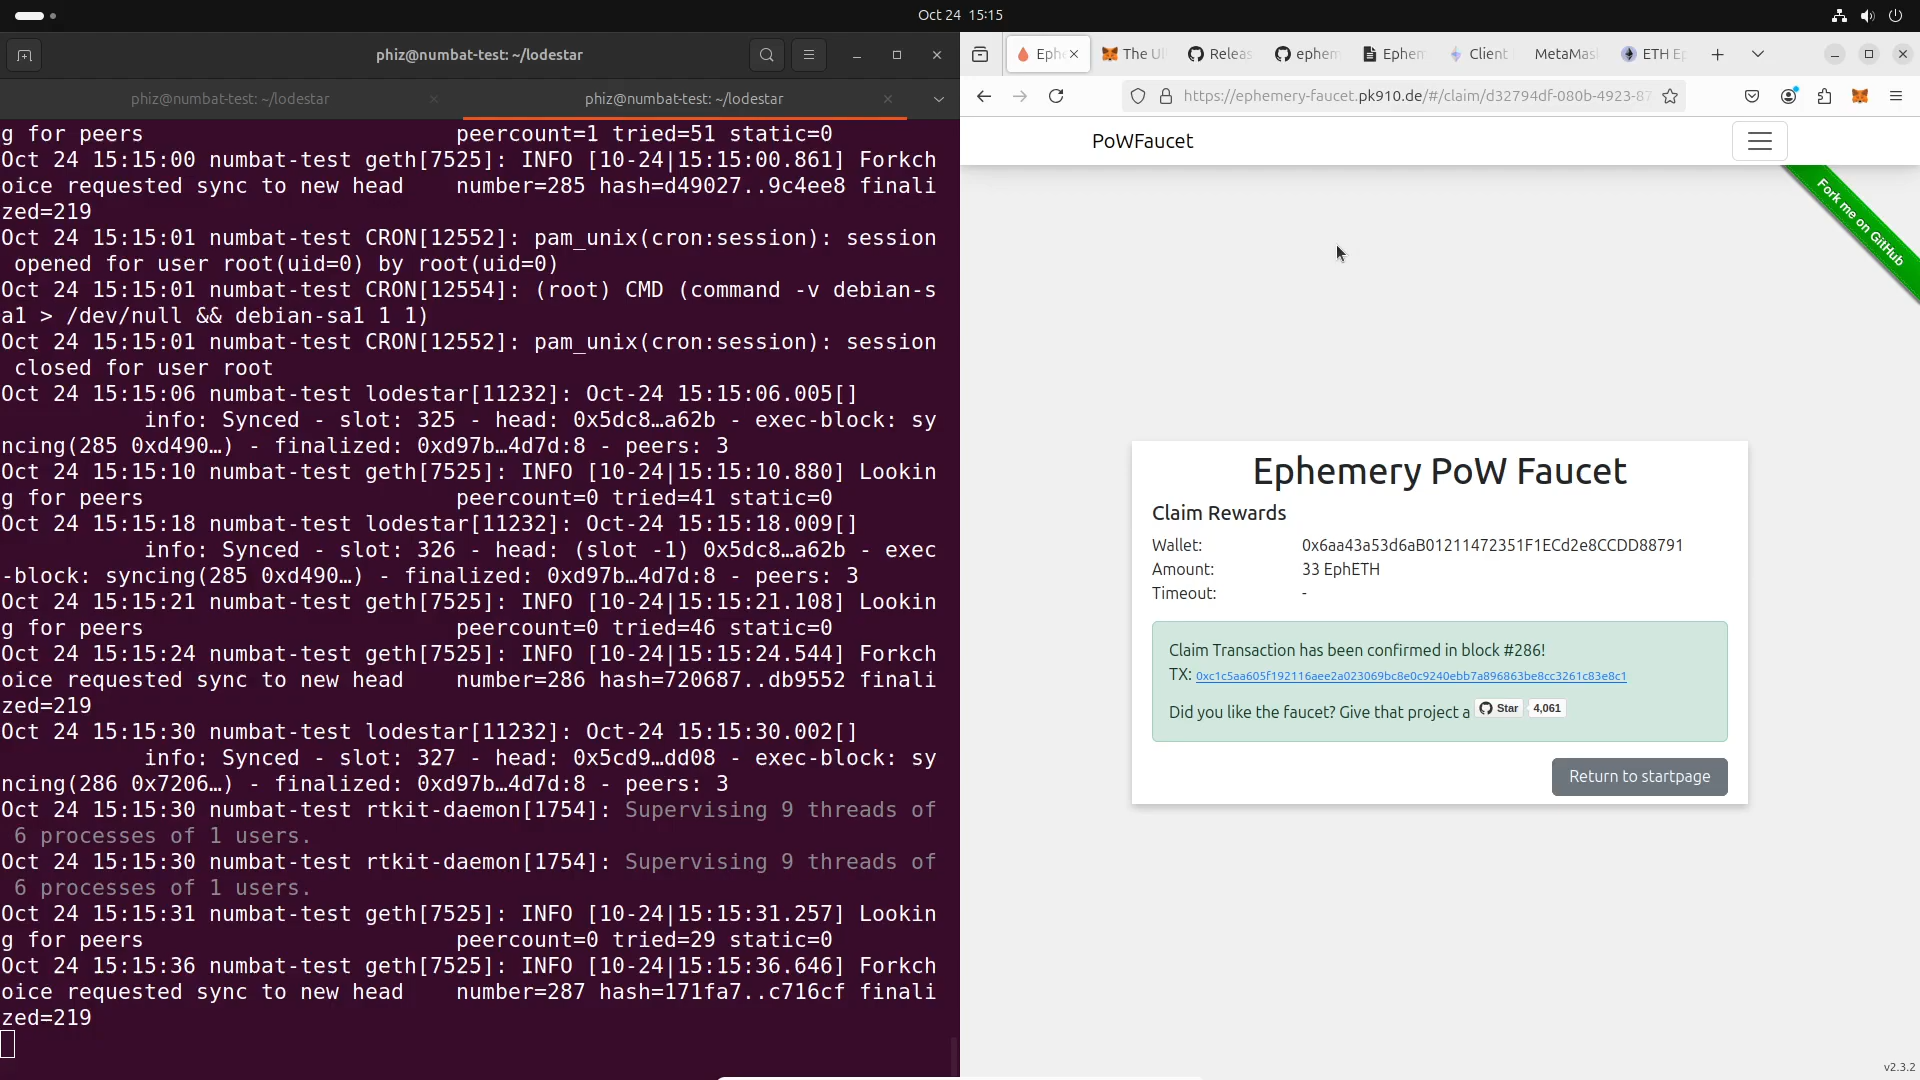 Oct 24 15:15
phiz@numbat-test: ~/lodestar
phiz@numbat-test: ~/lodestar
phiz@numbat-test: ~/lodestar
g for peers                        peercount=1 tried=51 static=0
Oct 24 15:15:00 numbat-test geth[7525]: INFO [10-24|15:15:00.861] Forkch
oice requested sync to new head    number=285 hash=d49027..9c4ee8 finali
zed=219
Oct 24 15:15:01 numbat-test CRON[12552]: pam_unix(cron:session): session
opened for user root(uid=0) by root(uid=0)
Oct 24 15:15:01 numbat-test CRON[12554]: (root) CMD (command -v debian-s
a1 > /dev/null && debian-sa1 1 1)
Oct 24 15:15:01 numbat-test CRON[12552]: pam_unix(cron:session): session
closed for user root
Oct 24 15:15:06 numbat-test lodestar[11232]: Oct-24 15:15:06.005[]
info: Synced - slot: 325 - head: 0x5dc8…a62b - exec-block: sy
ncing(285 0xd490…) - finalized: 0xd97b…4d7d:8 - peers: 3
Oct 24 15:15:10 numbat-test geth[7525]: INFO [10-24|15:15:10.880] Lookin
g for peers                        peercount=0 tried=41 static=0
Oct 24 15:15:18 numbat-test lodestar[11232]: Oct-24 15:15:18.009[]
info: Synced - slot: 326 - head: (slot -1) 0x5dc8…a62b - exec
-block: syncing(285 0xd490…) - finalized: 0xd97b…4d7d:8 - peers: 3
Oct 24 15:15:21 numbat-test geth[7525]: INFO [10-24|15:15:21.108] Lookin
g for peers                        peercount=0 tried=46 static=0
Oct 24 15:15:24 numbat-test geth[7525]: INFO [10-24|15:15:24.544] Forkch
oice requested sync to new head    number=286 hash=720687..db9552 finali
zed=219
Oct 24 15:15:30 numbat-test lodestar[11232]: Oct-24 15:15:30.002[]
info: Synced - slot: 327 - head: 0x5cd9…dd08 - exec-block: sy
ncing(286 0x7206…) - finalized: 0xd97b…4d7d:8 - peers: 3
Oct 24 15:15:30 numbat-test rtkit-daemon[1754]: Supervising 9 threads of
6 processes of 1 users.
Oct 24 15:15:30 numbat-test rtkit-daemon[1754]: Supervising 9 threads of
6 processes of 1 users.
Oct 24 15:15:31 numbat-test geth[7525]: INFO [10-24|15:15:31.257] Lookin
g for peers                        peercount=0 tried=29 static=0
Oct 24 15:15:36 numbat-test geth[7525]: INFO [10-24|15:15:36.646] Forkch
oice requested sync to new head    number=287 hash=171fa7..c716cf finali
zed=219
Eph
The Ul
Releas
ephem
Ephem
Client
MetaMas
ETH Ep
https://ephemery-faucet.pk910.de/#/claim/d32794df-080b-4923-87
PoWFaucet
Fork me on GitHub
Ephemery PoW Faucet
Claim Rewards
Wallet: 0x6aa43a53d6aB01211472351F1ECd2e8CCDD88791
Amount: 33 EphETH
Timeout: -
Claim Transaction has been confirmed in block #286!
TX: 0xc1c5aa605f192116aee2a023069bc8e0c9240ebb7a896863be8cc3261c83e8c1
Did you like the faucet? Give that project a Star 4,061
Return to startpage
v2.3.2